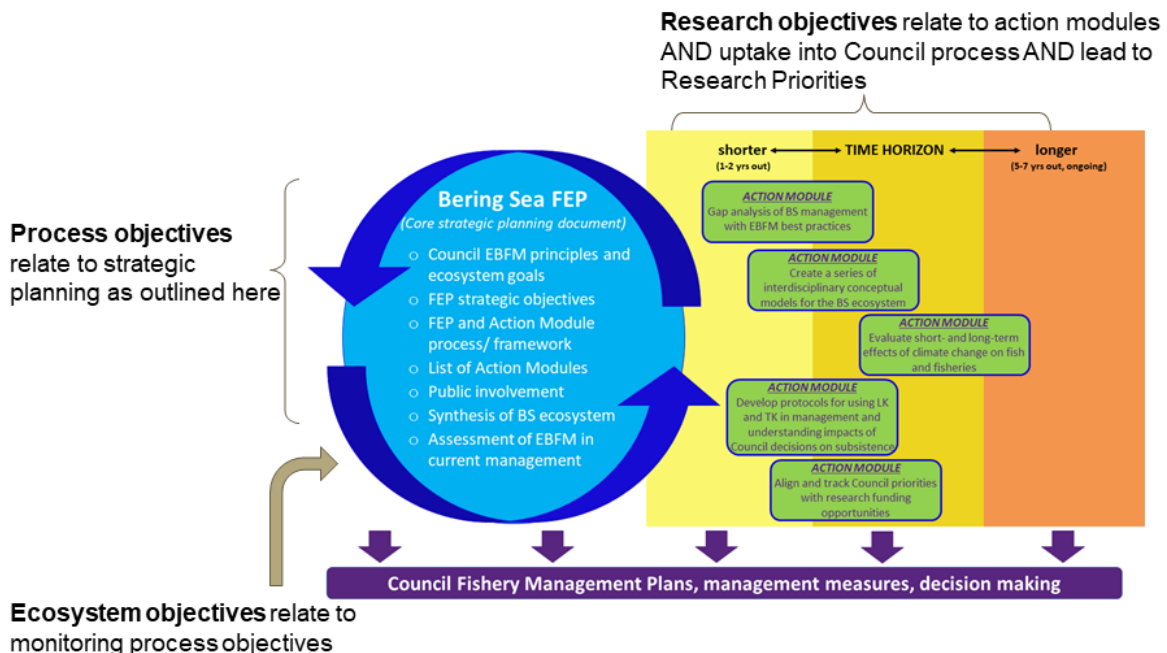 Research objectives relate to action modules
AND uptake into Council process AND lead to
Research Priorities
shorter
(1-2 yrs out)
TIME HORIZON
longer
(5-7 yrs out, ongoing)
Bering Sea FEP
(Core strategic planning document)
o Council EBFM principles and
ecosystem goals
o FEP strategic objectives
o FEP and Action Module
process/ framework
o List of Action Modules
o Public involvement
o Synthesis of BS ecosystem
o Assessment of EBFM in
current management
Process objectives
relate to strategic
planning as outlined here
ACTION MODULE
Gap analysis of BS management
with EBFM best practices
ACTION MODULE
Create a series of
interdisciplinary conceptual
models for the BS ecosystem
ACTION MODULE
Evaluate short- and long-term
effects of climate change on fish
and fisheries
ACTION MODULE
Develop protocols for using LK
and TK in management and
understanding impacts of
Council decisions on subsistence
ACTION MODULE
Align and track Council priorities
with research funding
opportunities
Council Fishery Management Plans, management measures, decision making
Ecosystem objectives relate to
monitoring process objectives